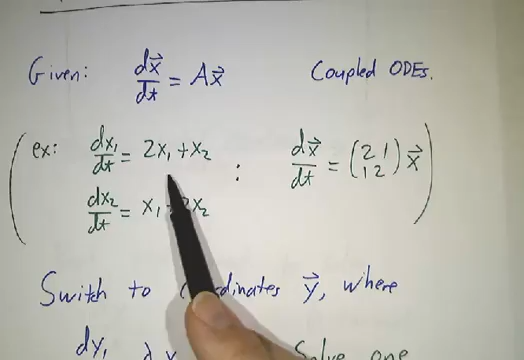 Given: dx⃗/dt = Ax⃗ Coupled ODEs.
ex: dx₁/dt = 2x₁ + x₂ : dx⃗/dt = (2 1; 1 2) x⃗
dx₂/dt = x₁ 2x₂
Switch to y⃗, where
dy₁ Solve one